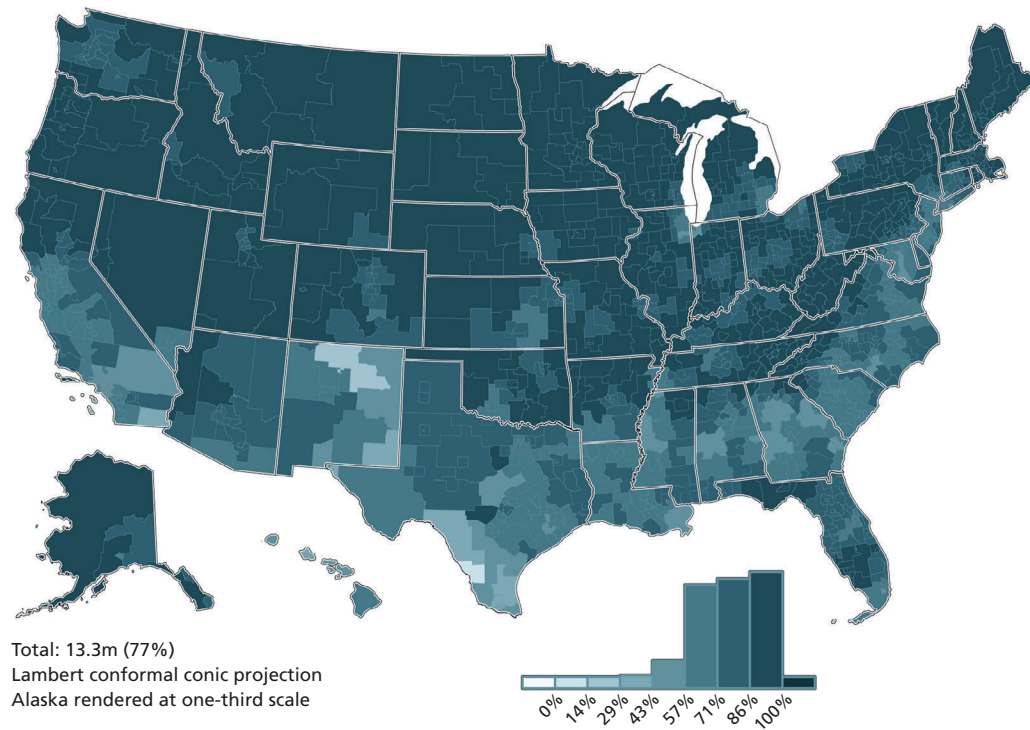 Total: 13.3m (77%)
Lambert conformal conic projection
Alaska rendered at one-third scale
0% 14% 29% 43% 57% 71% 86% 100%